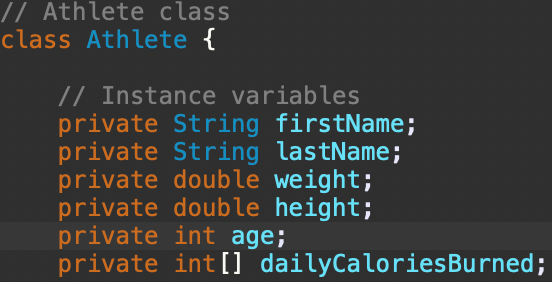 // Athlete class
class Athlete {
// Instance variables
private String firstName;
private String lastName;
private double weight;
private double height;
private int age;
private int[] dailyCaloriesBurned;